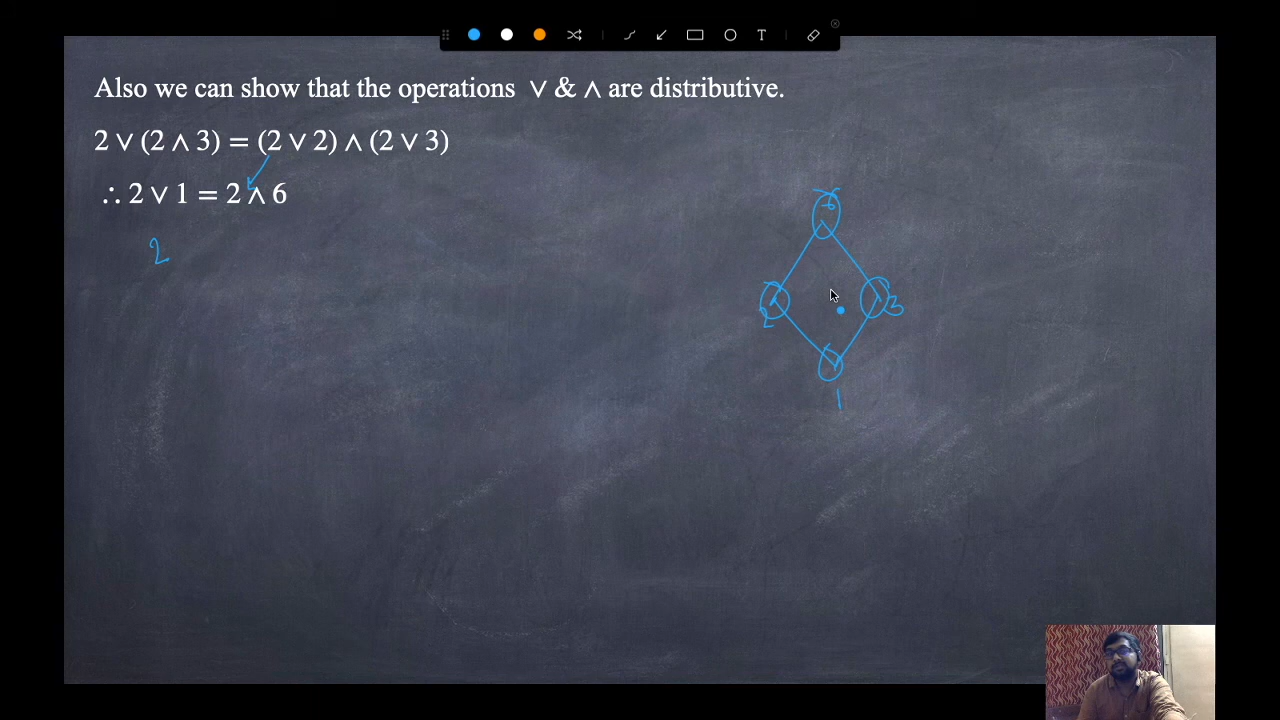 Also we can show that the operations ∨ & ∧ are distributive.
2 ∨ (2 ∧ 3) = (2 ∨ 2) ∧ (2 ∨ 3)
∴ 2 ∨ 1 = 2 ∧ 6
2
6
2
3
1
T